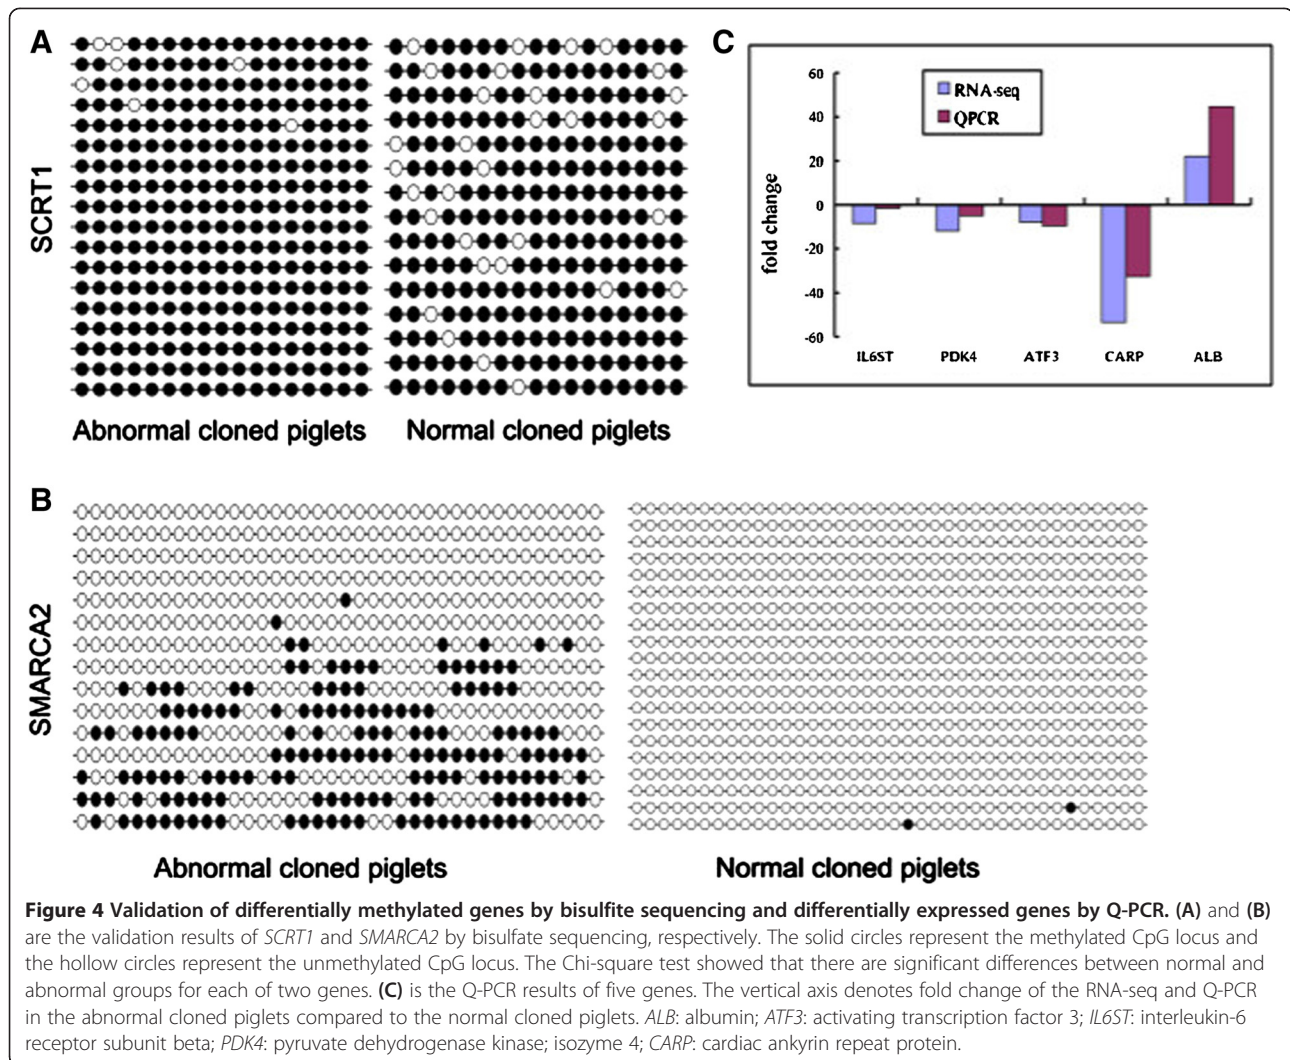 A
SCRT1
Abnormal cloned piglets
Normal cloned piglets
C
RNA-seq
QPCR
fold change
60
40
20
0
-20
-40
-60
IL6ST PDK4 ATF3 CARP ALB
B
SMARCA2
Abnormal cloned piglets
Normal cloned piglets
Figure 4 Validation of differentially methylated genes by bisulfite sequencing and differentially expressed genes by Q-PCR. (A) and (B)
are the validation results of SCRT1 and SMARCA2 by bisulfate sequencing, respectively. The solid circles represent the methylated CpG locus and
the hollow circles represent the unmethylated CpG locus. The Chi-square test showed that there are significant differences between normal and
abnormal groups for each of two genes. (C) is the Q-PCR results of five genes. The vertical axis denotes fold change of the RNA-seq and Q-PCR
in the abnormal cloned piglets compared to the normal cloned piglets. ALB: albumin; ATF3: activating transcription factor 3; IL6ST: interleukin-6
receptor subunit beta; PDK4: pyruvate dehydrogenase kinase; isozyme 4; CARP: cardiac ankyrin repeat protein.